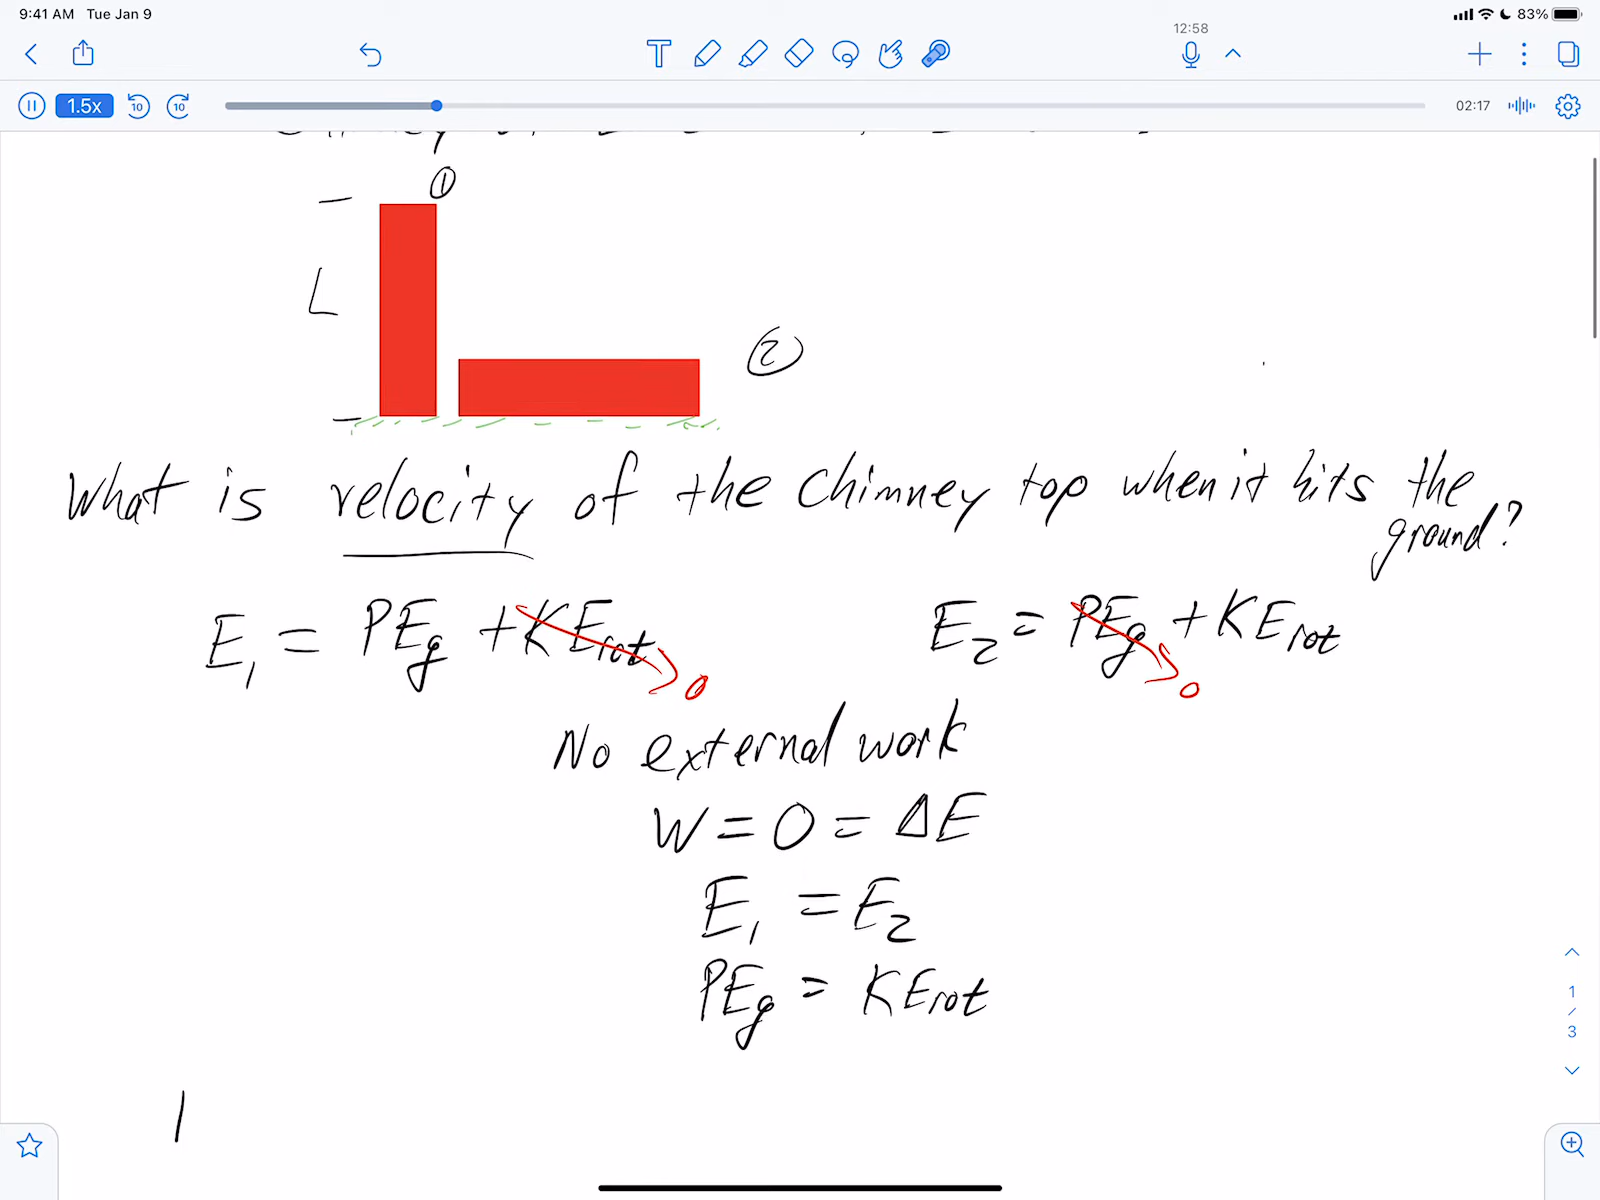 9:41 AM Tue Jan 9
83%
12:58
T
1.5x
10
10
02:17
①
L
②
What is velocity of the chimney top when it hits the
ground?
E₁ = PEg + KErot → 0
E₂ = PEg + KErot → 0
No external work
W = 0 = ΔE
E₁ = E₂
PEg = KErot
1
/
3